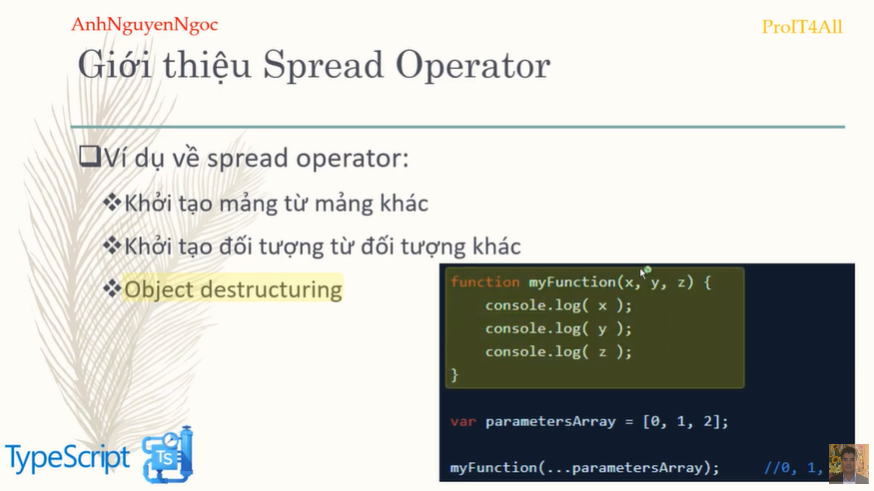 AnhNguyenNgoc
ProIT4All
Giới thiệu Spread Operator
Ví dụ về spread operator:
Khởi tạo mảng từ mảng khác
Khởi tạo đối tượng từ đối tượng khác
Object destructuring
function myFunction(x, y, z) {
console.log( x );
console.log( y );
console.log( z );
}
var parametersArray = [0, 1, 2];
myFunction(...parametersArray); //0, 1,
TypeScript
TS